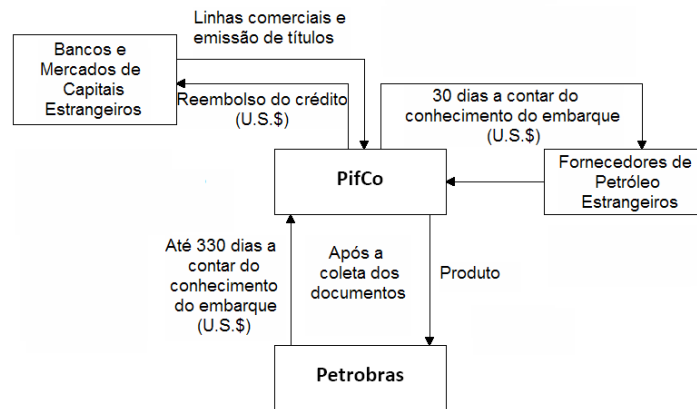 Linhas comerciais e
emissão de títulos
Bancos e
Mercados de
Capitais
Estrangeiros
Reembolso do crédito
(U.S.$)
30 dias a contar do
conhecimento do embarque
(U.S.$)
PifCo
Fornecedores de
Petróleo
Estrangeiros
Até 330 dias a
contar do
conhecimento
do embarque
(U.S.$)
Após a
coleta dos
documentos
Produto
Petrobras